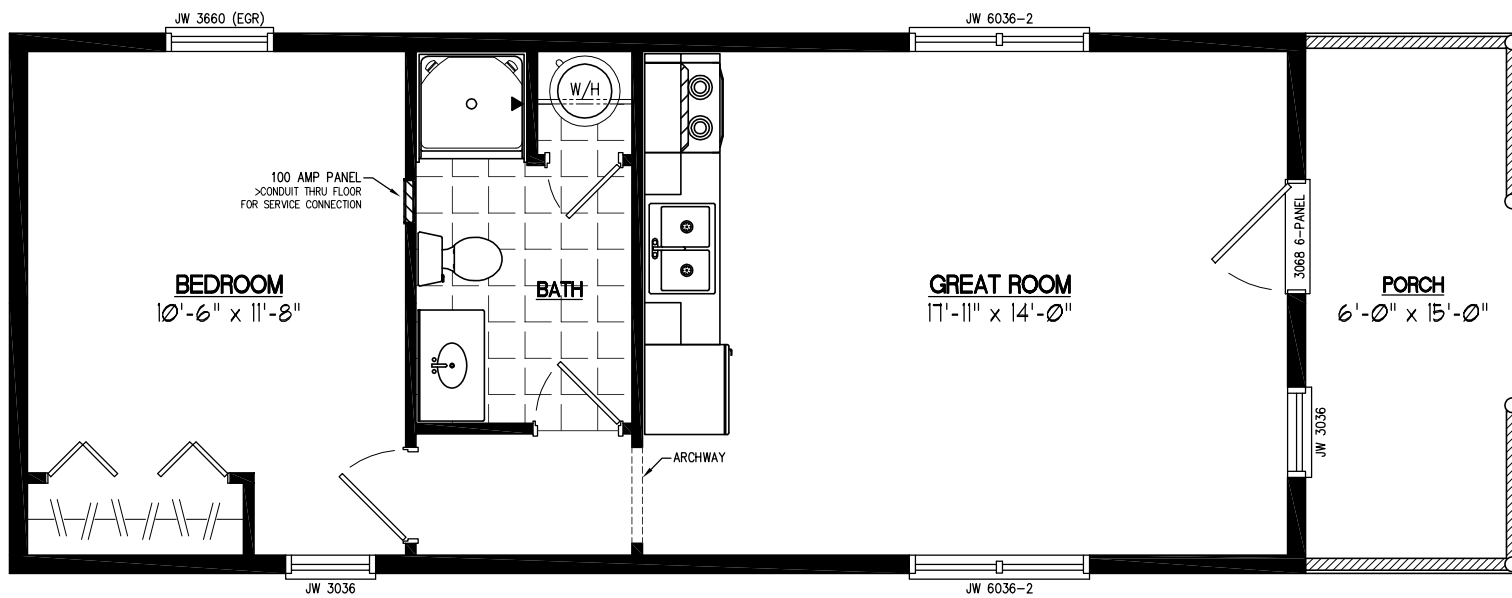 JW 3660 (EGR)
JW 6036-2
W/H
100 AMP PANEL
>CONDUIT THRU FLOOR
FOR SERVICE CONNECTION
3068 6-PANEL
BEDROOM
10'-6" x 11'-8"
BATH
GREAT ROOM
17'-11" x 14'-0"
PORCH
6'-0" x 15'-0"
JW 3036
ARCHWAY
JW 3036
JW 6036-2